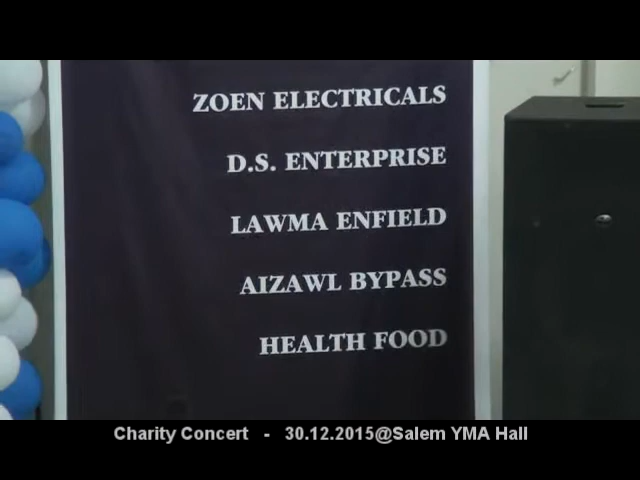 ZOEN ELECTRICALS
D.S. ENTERPRISE
LAWMA ENFIELD
AIZAWL BYPASS
HEALTH FOOD
Charity Concert - 30.12.2015@Salem YMA Hall